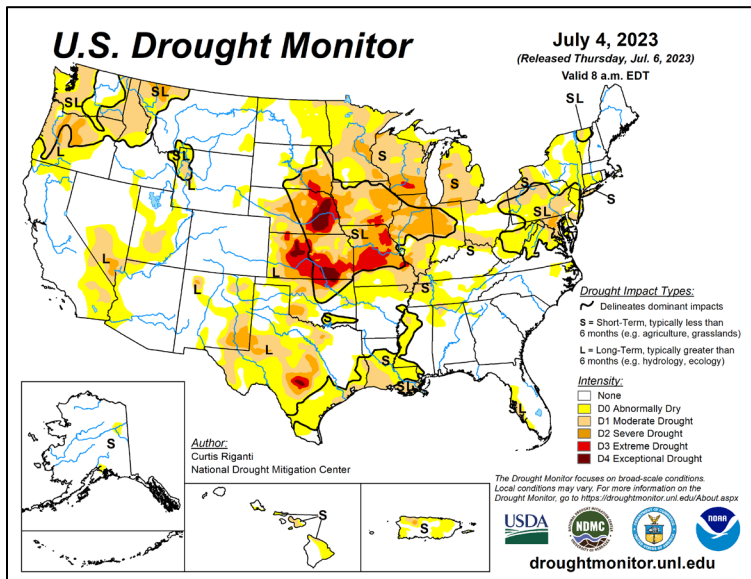 U.S. Drought Monitor
July 4, 2023
(Released Thursday, Jul. 6, 2023)
Valid 8 a.m. EDT
SL
SL
SL
L
SL
L
S
S
S
S
SL
SL
L
L
S
S
L
S
L
SL
SL
Drought Impact Types:
Delineates dominant impacts
S = Short-Term, typically less than
6 months (e.g. agriculture, grasslands)
L = Long-Term, typically greater than
6 months (e.g. hydrology, ecology)
Intensity:
None
D0 Abnormally Dry
D1 Moderate Drought
D2 Severe Drought
D3 Extreme Drought
D4 Exceptional Drought
S
Author:
Curtis Riganti
National Drought Mitigation Center
S
S
The Drought Monitor focuses on broad-scale conditions.
Local conditions may vary. For more information on the
Drought Monitor, go to https://droughtmonitor.unl.edu/About.aspx
USDA
NDMC
NOAA
droughtmonitor.unl.edu